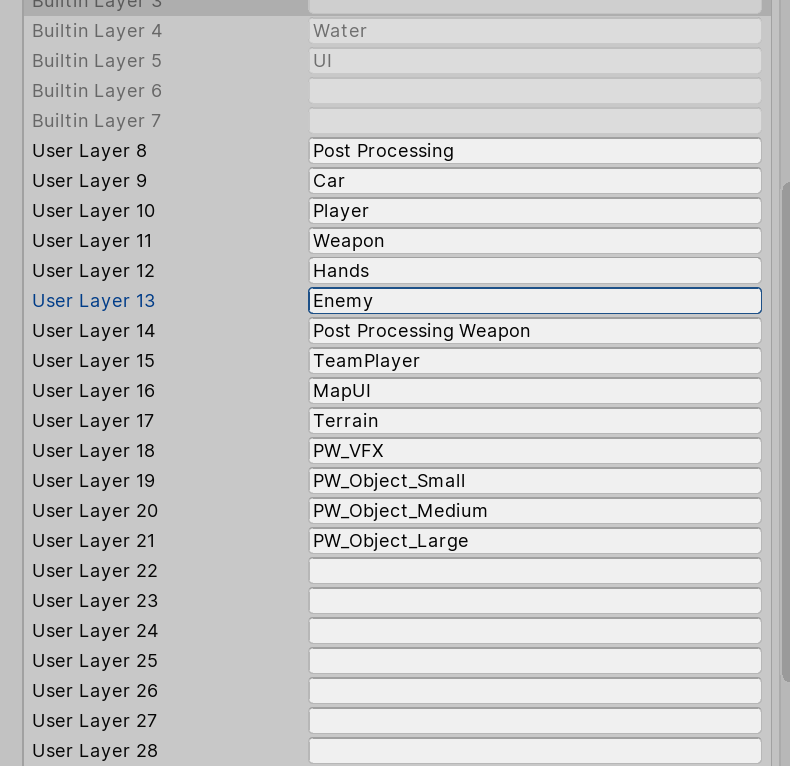 Builtin Layer 3
Builtin Layer 4 Water
Builtin Layer 5 UI
Builtin Layer 6
Builtin Layer 7
User Layer 8 Post Processing
User Layer 9 Car
User Layer 10 Player
User Layer 11 Weapon
User Layer 12 Hands
User Layer 13 Enemy
User Layer 14 Post Processing Weapon
User Layer 15 TeamPlayer
User Layer 16 MapUI
User Layer 17 Terrain
User Layer 18 PW_VFX
User Layer 19 PW_Object_Small
User Layer 20 PW_Object_Medium
User Layer 21 PW_Object_Large
User Layer 22
User Layer 23
User Layer 24
User Layer 25
User Layer 26
User Layer 27
User Layer 28